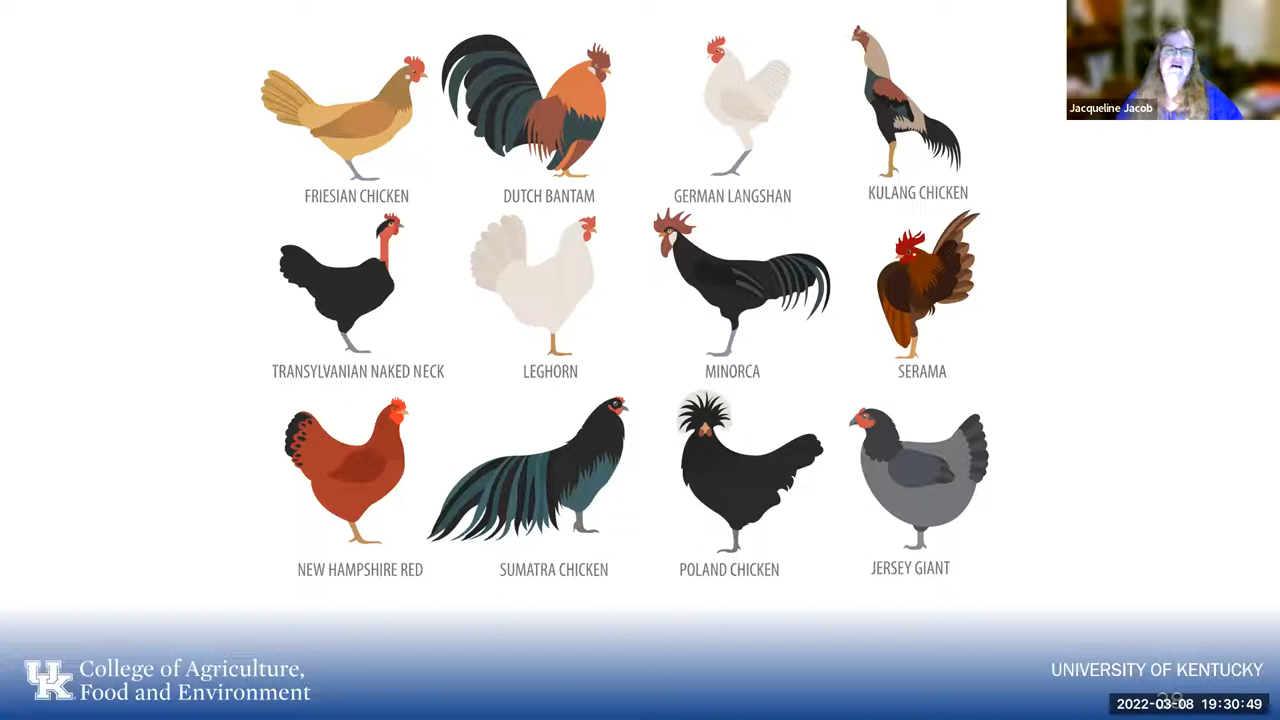 Jacqueline Jacob
FRIESIAN CHICKEN
DUTCH BANTAM
GERMAN LANGSHAN
KULANG CHICKEN
TRANSYLVANIAN NAKED NECK
LEGHORN
MINORCA
SERAMA
NEW HAMPSHIRE RED
SUMATRA CHICKEN
POLAND CHICKEN
JERSEY GIANT
UK
College of Agriculture,
Food and Environment
UNIVERSITY OF KENTUCKY
2022-03-08 19:30:49